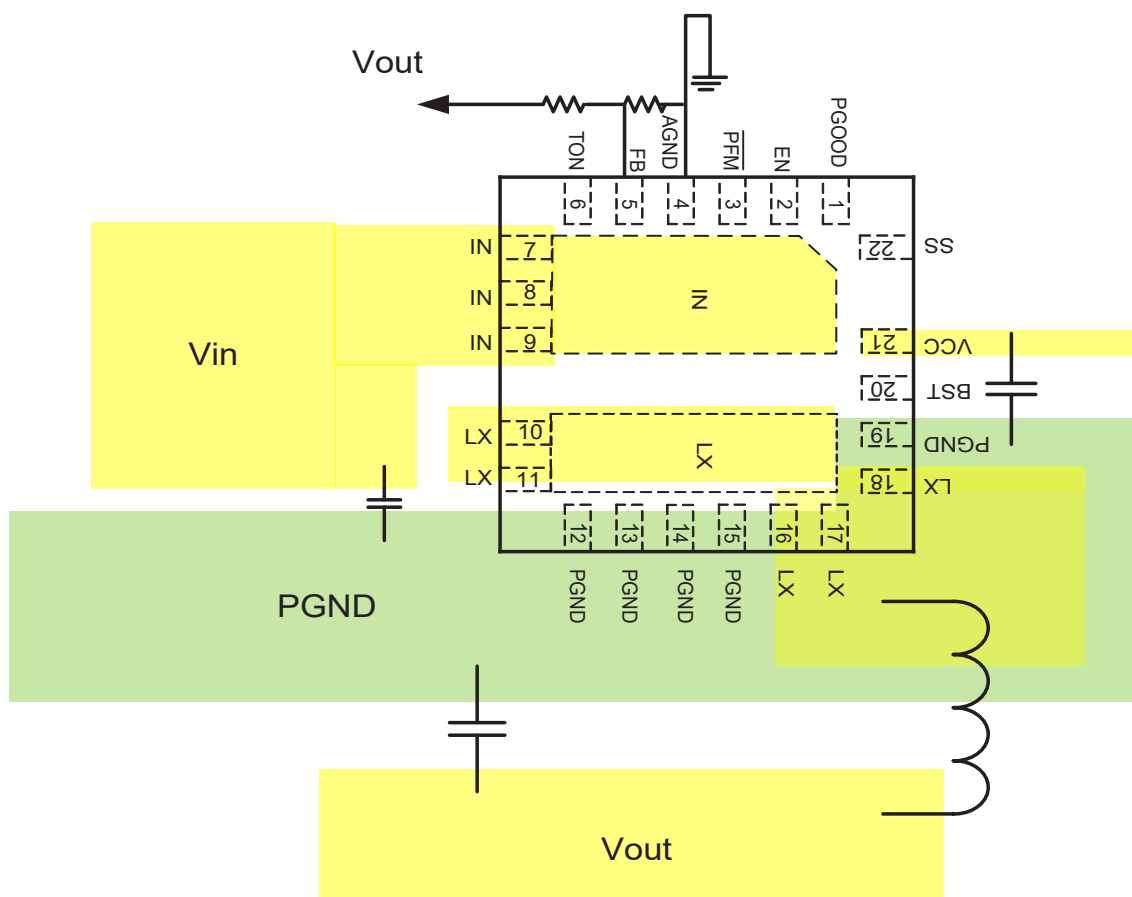 Vout
TON
FB
AGND
PFM
EN
PGOOD
6
5
4
3
2
1
IN
7
IN
8
IN
9
IN
22
SS
21
VCC
20
BST
19
PGND
18
LX
Vin
LX
10
LX
11
LX
12
13
14
15
16
17
PGND
PGND
PGND
PGND
LX
LX
PGND
Vout